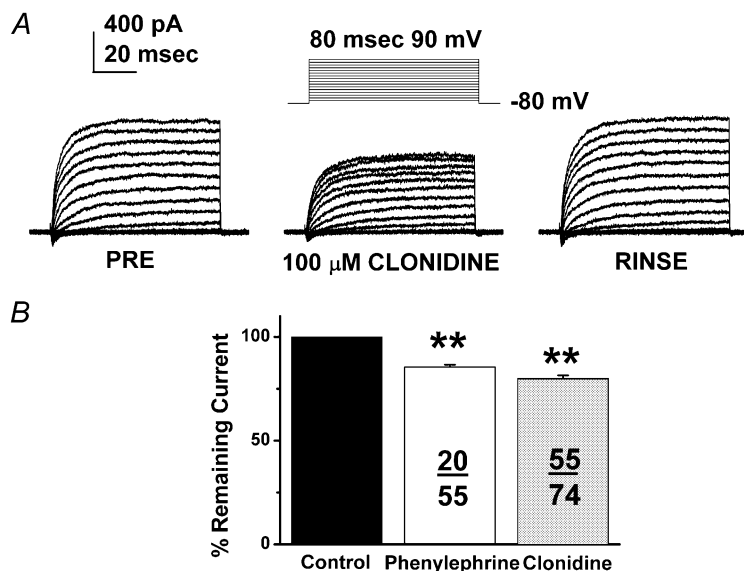 A
400 pA
20 msec
80 msec 90 mV
-80 mV
PRE
100 μM CLONIDINE
RINSE
B
% Remaining Current
100
50
0
**
**
20
55
55
74
Control Phenylephrine Clonidine